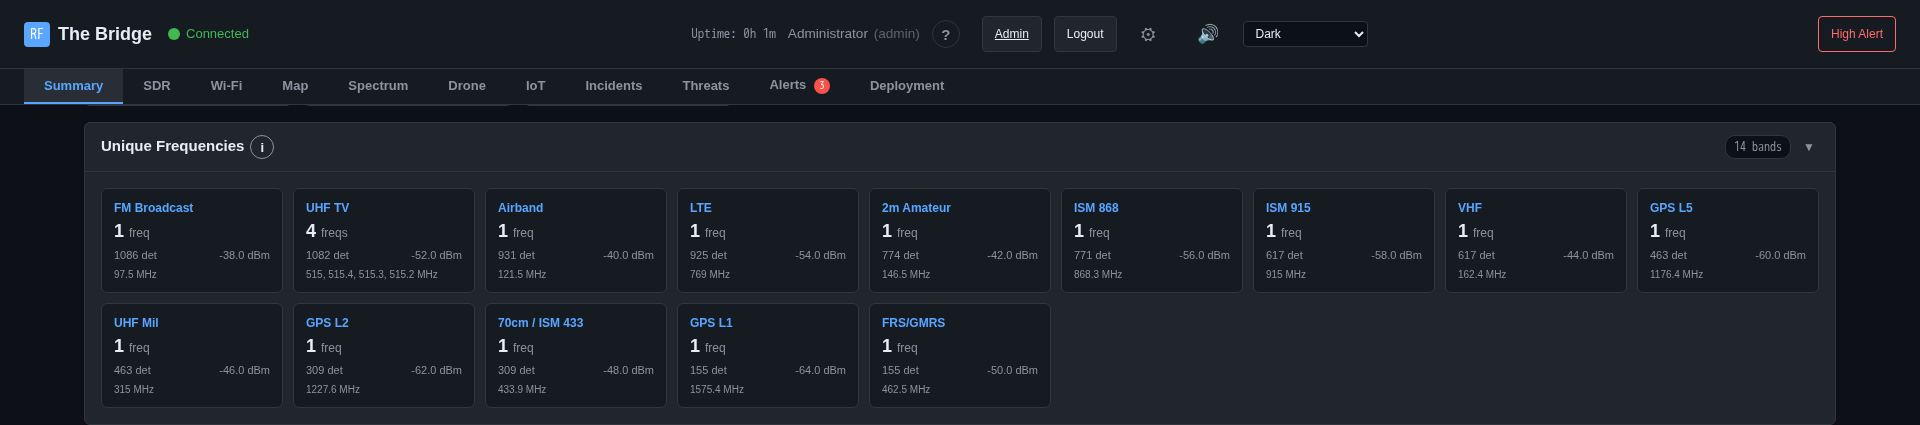 RF The Bridge Connected Uptime: 0h 1m Administrator (admin) ? Admin Logout Dark High Alert
Summary SDR Wi-Fi Map Spectrum Drone IoT Incidents Threats Alerts 3 Deployment
Unique Frequencies i 14 bands
FM Broadcast UHF TV Airband LTE 2m Amateur ISM 868 ISM 915 VHF GPS L5
1 freq 4 freqs 1 freq 1 freq 1 freq 1 freq 1 freq 1 freq 1 freq
1086 det -38.0 dBm 1082 det -52.0 dBm 931 det -40.0 dBm 925 det -54.0 dBm 774 det -42.0 dBm 771 det -56.0 dBm 617 det -58.0 dBm 617 det -44.0 dBm 463 det -60.0 dBm
97.5 MHz 515, 515.4, 515.3, 515.2 MHz 121.5 MHz 769 MHz 146.5 MHz 868.3 MHz 915 MHz 162.4 MHz 1176.4 MHz
UHF Mil GPS L2 70cm / ISM 433 GPS L1 FRS/GMRS
1 freq 1 freq 1 freq 1 freq 1 freq
463 det -46.0 dBm 309 det -62.0 dBm 309 det -48.0 dBm 155 det -64.0 dBm 155 det -50.0 dBm
315 MHz 1227.6 MHz 433.9 MHz 1575.4 MHz 462.5 MHz